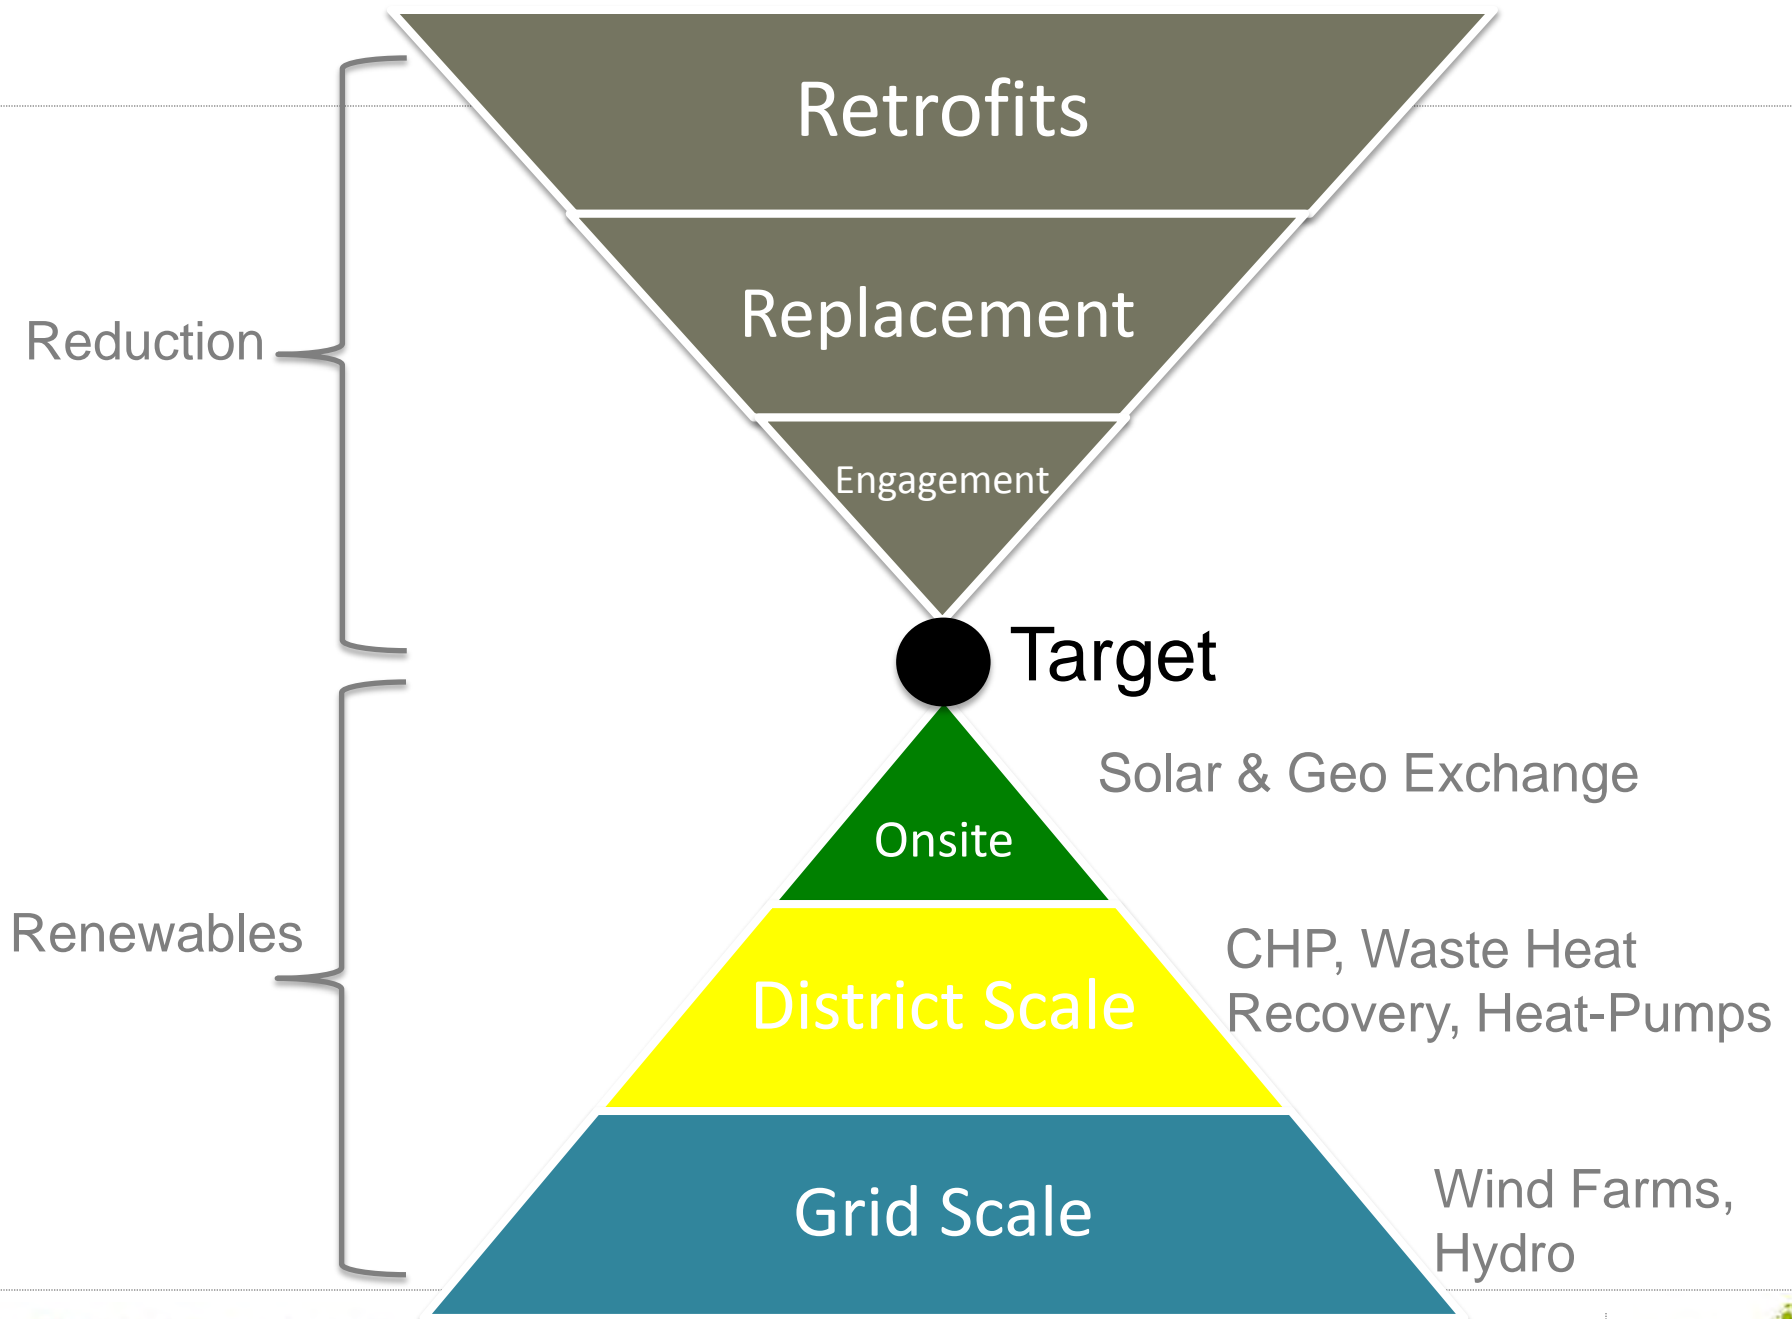 Retrofits
Replacement
Reduction
Engagement
Target
Solar & Geo Exchange
Onsite
Renewables
CHP, Waste Heat
Recovery, Heat-Pumps
District Scale
Grid Scale
Wind Farms,
Hydro